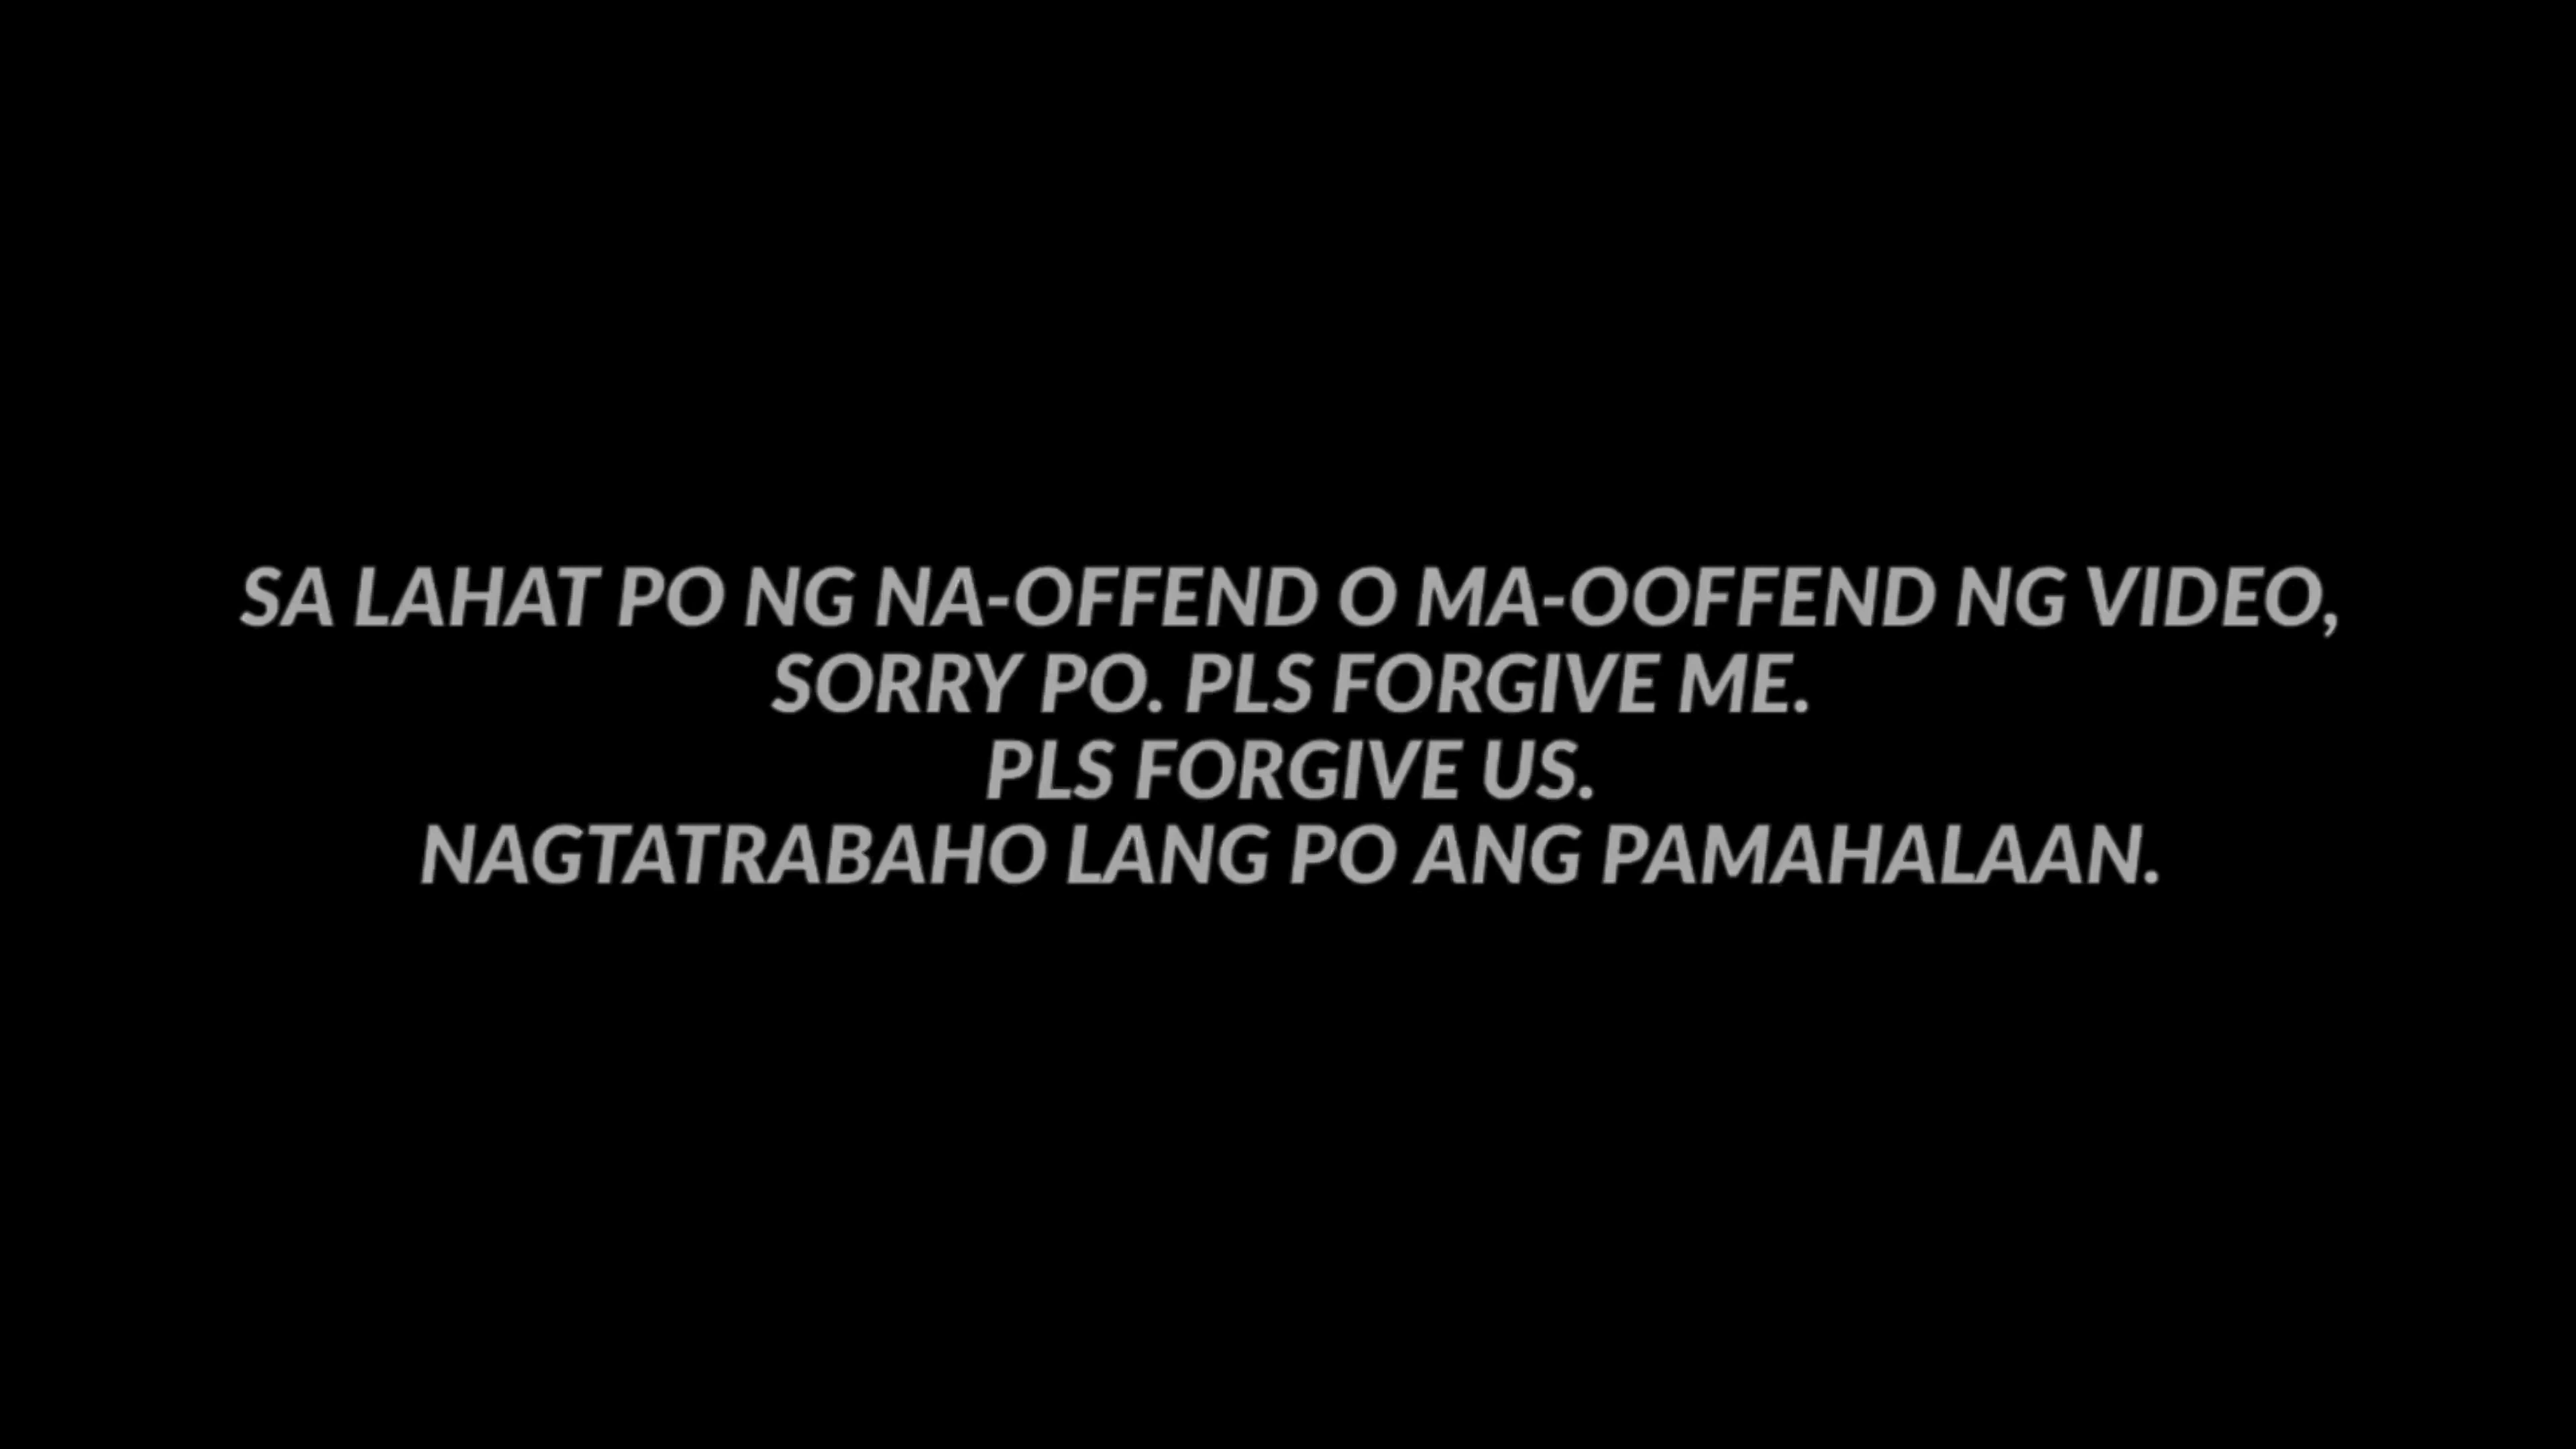 SA LAHAT PO NG NA-OFFEND O MA-OOFFEND NG VIDEO,
SORRY PO. PLS FORGIVE ME.
PLS FORGIVE US.
NAGTATRABAHO LANG PO ANG PAMAHALAAN.